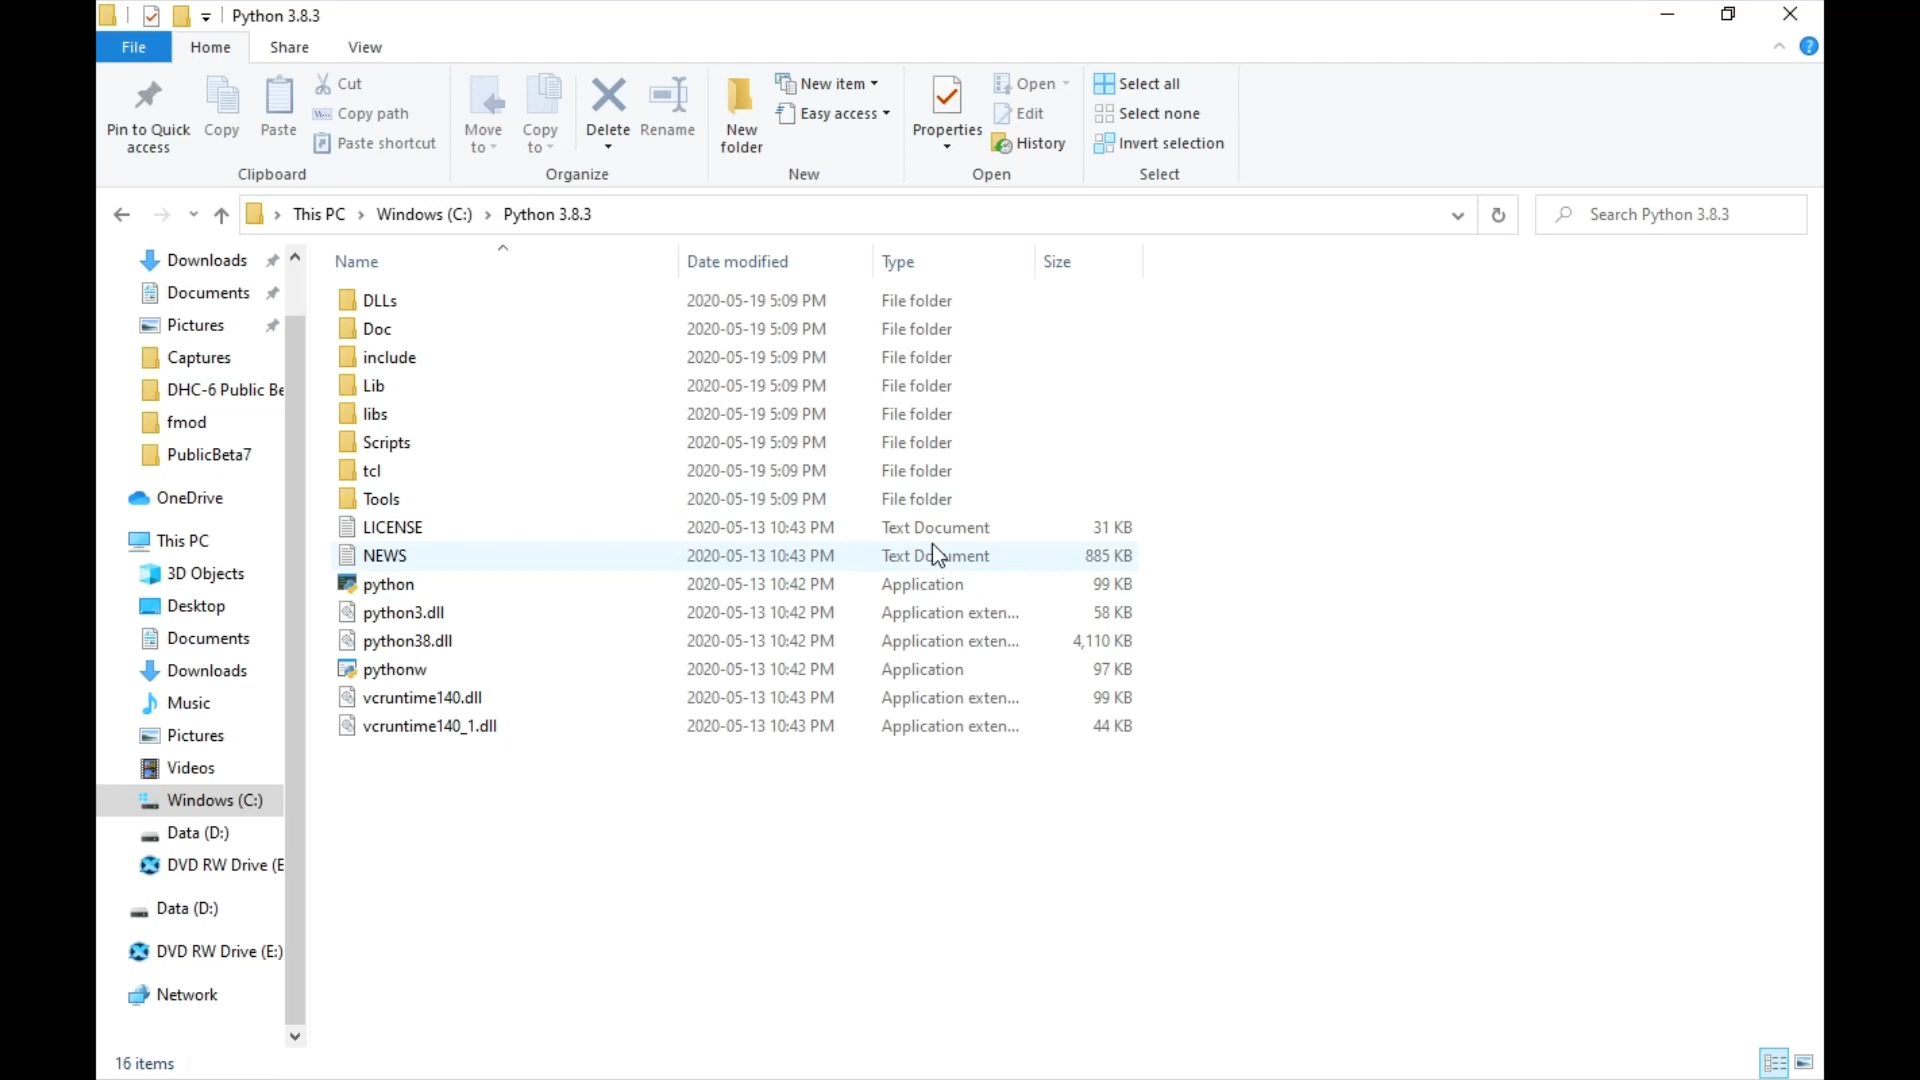 Python 3.8.3
File Home Share View
Pin to Quick access
Copy
Paste
Cut
Copy path
Paste shortcut
Clipboard
Move to
Copy to
Delete
Rename
Organize
New folder
New item
Easy access
New
Properties
Open
Edit
History
Open
Select all
Select none
Invert selection
Select
This PC > Windows (C:) > Python 3.8.3
Search Python 3.8.3
Downloads
Documents
Pictures
Captures
DHC-6 Public Be
fmod
PublicBeta7
OneDrive
This PC
3D Objects
Desktop
Documents
Downloads
Music
Pictures
Videos
Windows (C:)
Data (D:)
DVD RW Drive (E
Data (D:)
DVD RW Drive (E:)
Network
Name Date modified Type Size
DLLs 2020-05-19 5:09 PM File folder
Doc 2020-05-19 5:09 PM File folder
include 2020-05-19 5:09 PM File folder
Lib 2020-05-19 5:09 PM File folder
libs 2020-05-19 5:09 PM File folder
Scripts 2020-05-19 5:09 PM File folder
tcl 2020-05-19 5:09 PM File folder
Tools 2020-05-19 5:09 PM File folder
LICENSE 2020-05-13 10:43 PM Text Document 31 KB
NEWS 2020-05-13 10:43 PM Text Document 885 KB
python 2020-05-13 10:42 PM Application 99 KB
python3.dll 2020-05-13 10:42 PM Application exten... 58 KB
python38.dll 2020-05-13 10:42 PM Application exten... 4,110 KB
pythonw 2020-05-13 10:42 PM Application 97 KB
vcruntime140.dll 2020-05-13 10:43 PM Application exten... 99 KB
vcruntime140_1.dll 2020-05-13 10:43 PM Application exten... 44 KB
16 items